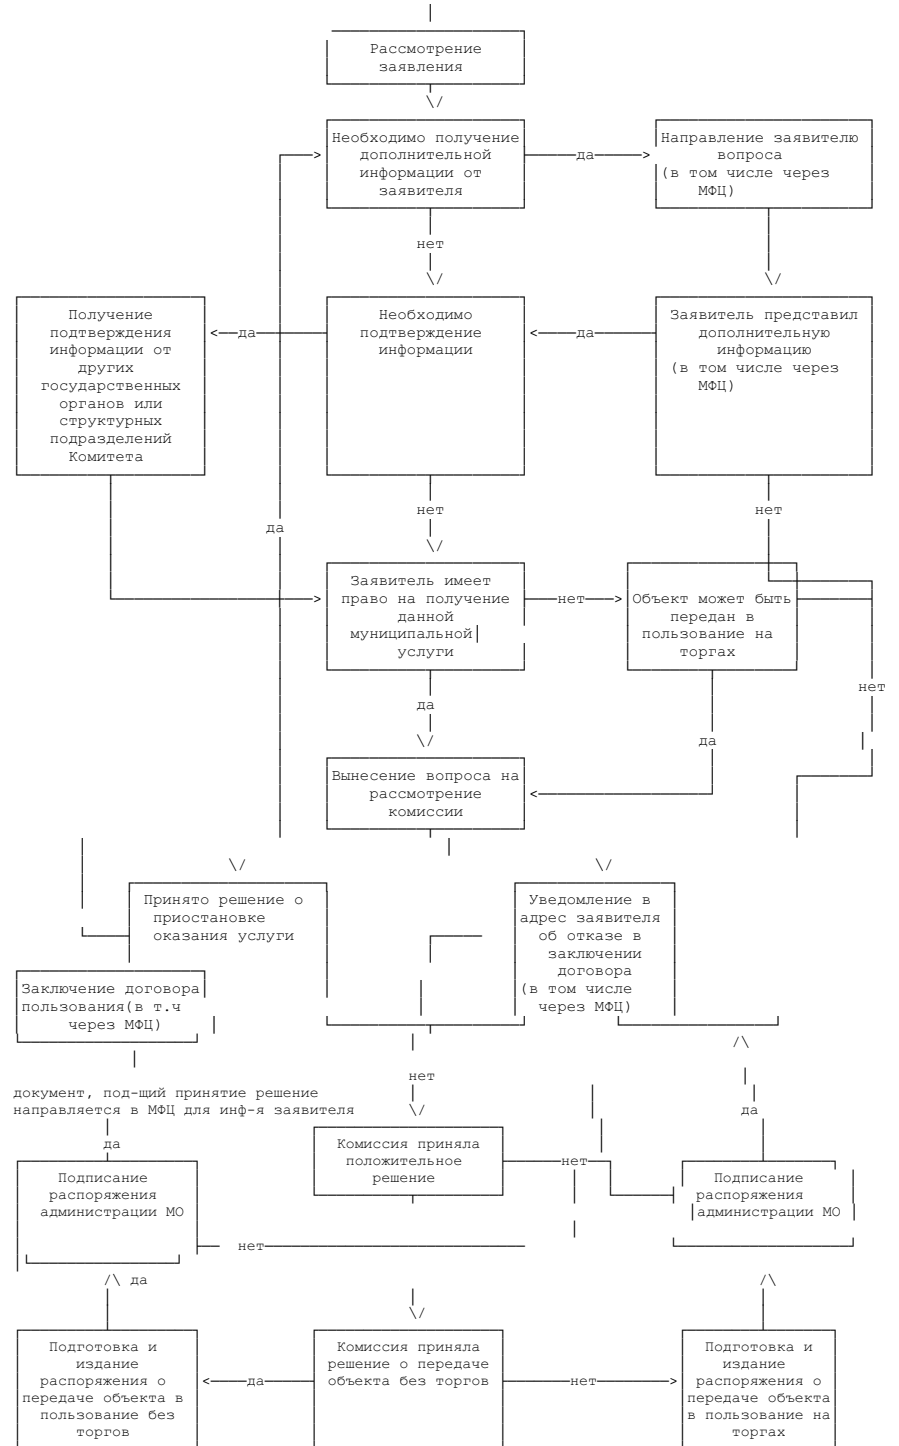 Рассмотрение
заявления
\/
Необходимо получение
дополнительной
информации от
заявителя
да
Направление заявителю
вопроса
(в том числе через
МФЦ)
нет
\/
\/
Получение
подтверждения
информации от
других
государственных
органов или
структурных
подразделений
Комитета
да
Необходимо
подтверждение
информации
да
Заявитель представил
дополнительную
информацию
(в том числе через
МФЦ)
нет
нет
да
\/
Заявитель имеет
право на получение
данной
муниципальной
услуги
нет
Объект может быть
передан в
пользование на
торгах
нет
да
\/
да
Вынесение вопроса на
рассмотрение
комиссии
\/
\/
Принято решение о
приостановке
оказания услуги
Уведомление в
адрес заявителя
об отказе в
заключении
договора
(в том числе
через МФЦ)
Заключение договора
пользования(в т.ч
через МФЦ)
/\
нет
документ, под-щий принятие решение
направляется в МФЦ для инф-я заявителя
\/
да
да
Комиссия приняла
положительное
решение
нет
Подписание
распоряжения
администрации МО
Подписание
распоряжения
администрации МО
нет
/\ да
/\
\/
Подготовка и
издание
распоряжения о
передаче объекта в
пользование без
торгов
да
Комиссия приняла
решение о передаче
объекта без торгов
нет
Подготовка и
издание
распоряжения о
передаче объекта
в пользование на
торгах